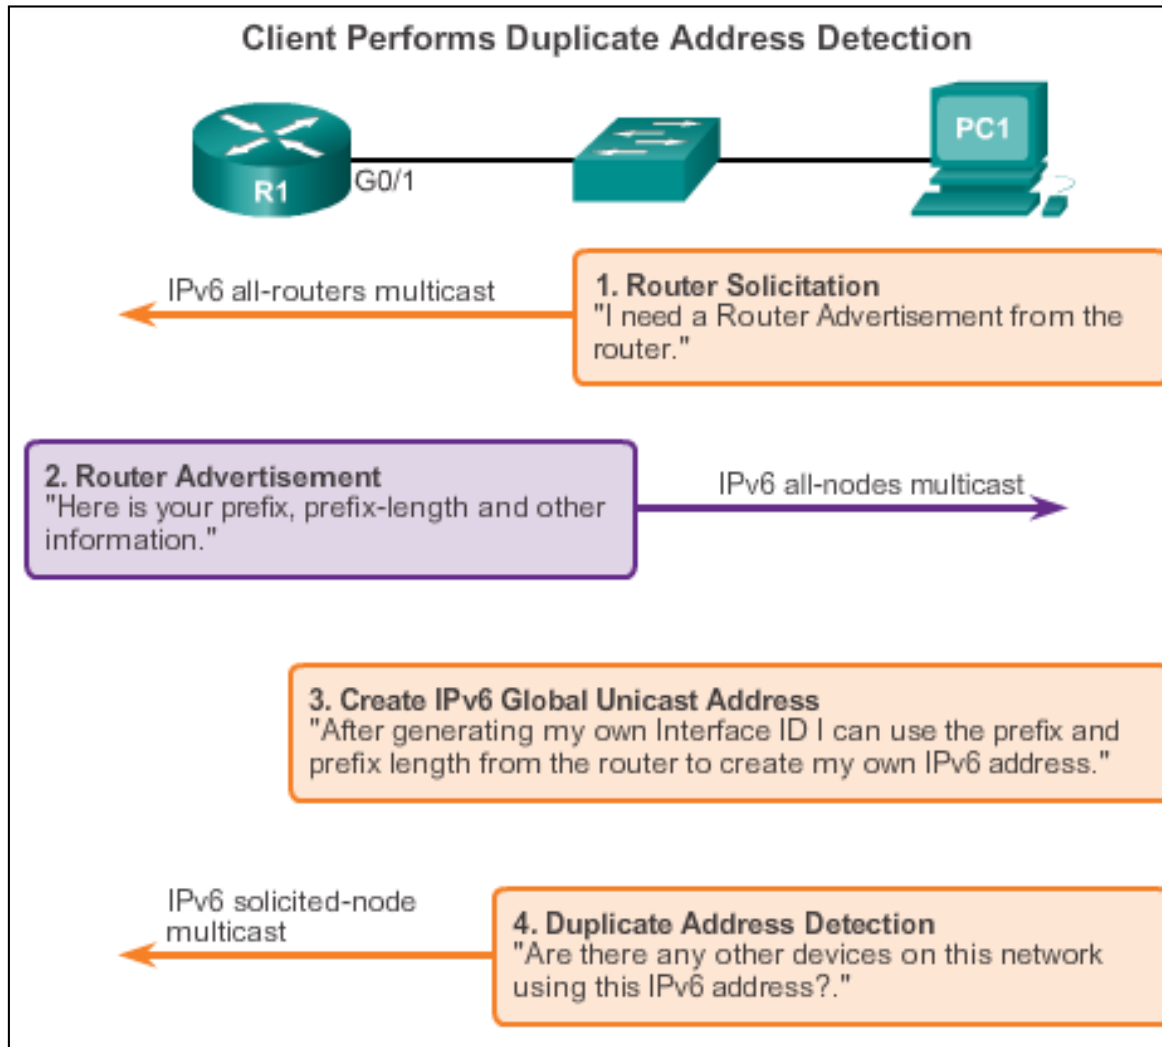 Client Performs Duplicate Address Detection
R1
G0/1
PC1
IPv6 all-routers multicast
1. Router Solicitation
"I need a Router Advertisement from the
router."
2. Router Advertisement
"Here is your prefix, prefix-length and other
information."
IPv6 all-nodes multicast
3. Create IPv6 Global Unicast Address
"After generating my own Interface ID I can use the prefix and
prefix length from the router to create my own IPv6 address."
IPv6 solicited-node
multicast
4. Duplicate Address Detection
"Are there any other devices on this network
using this IPv6 address?."